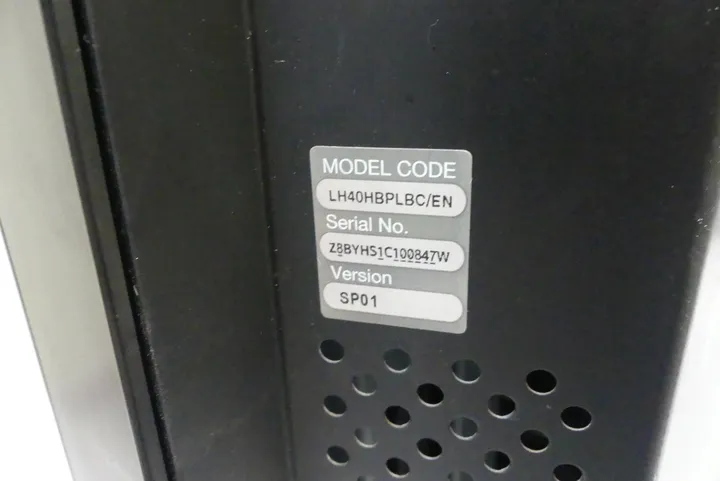 MODEL CODE
LH40HBPLBC/EN
Serial No.
Z8BYHS1C100847W
Version
SP01